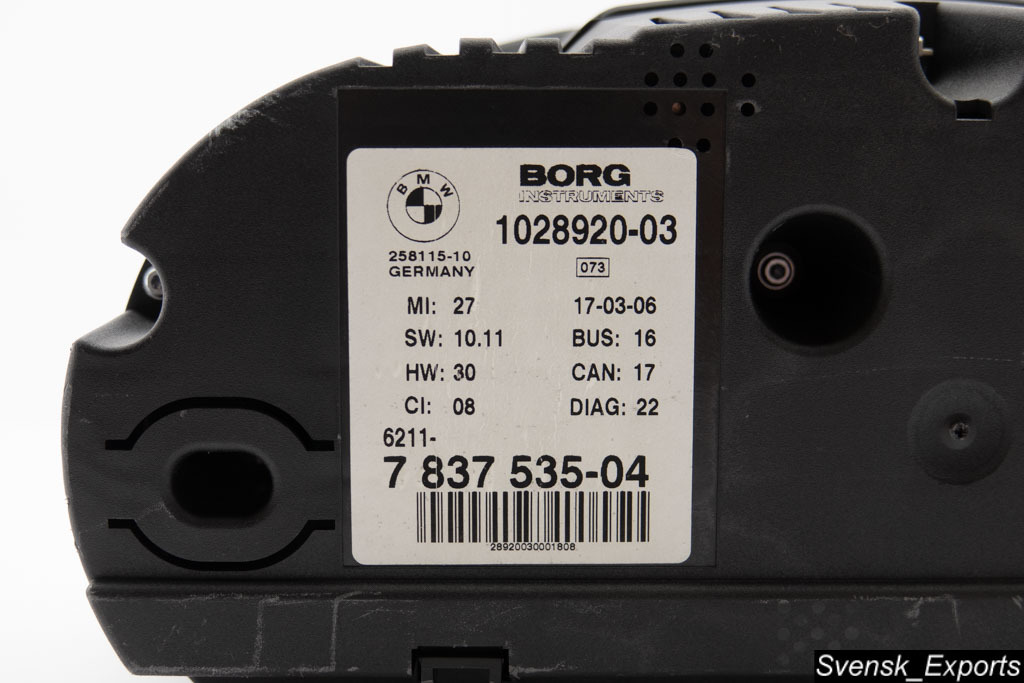 BMW
BORG
INSTRUMENTS
1028920-03
258115-10
GERMANY
073
MI: 27 17-03-06
SW: 10.11 BUS: 16
HW: 30 CAN: 17
CI: 08 DIAG: 22
6211-
7 837 535-04
28920030001808
Svensk_Exports